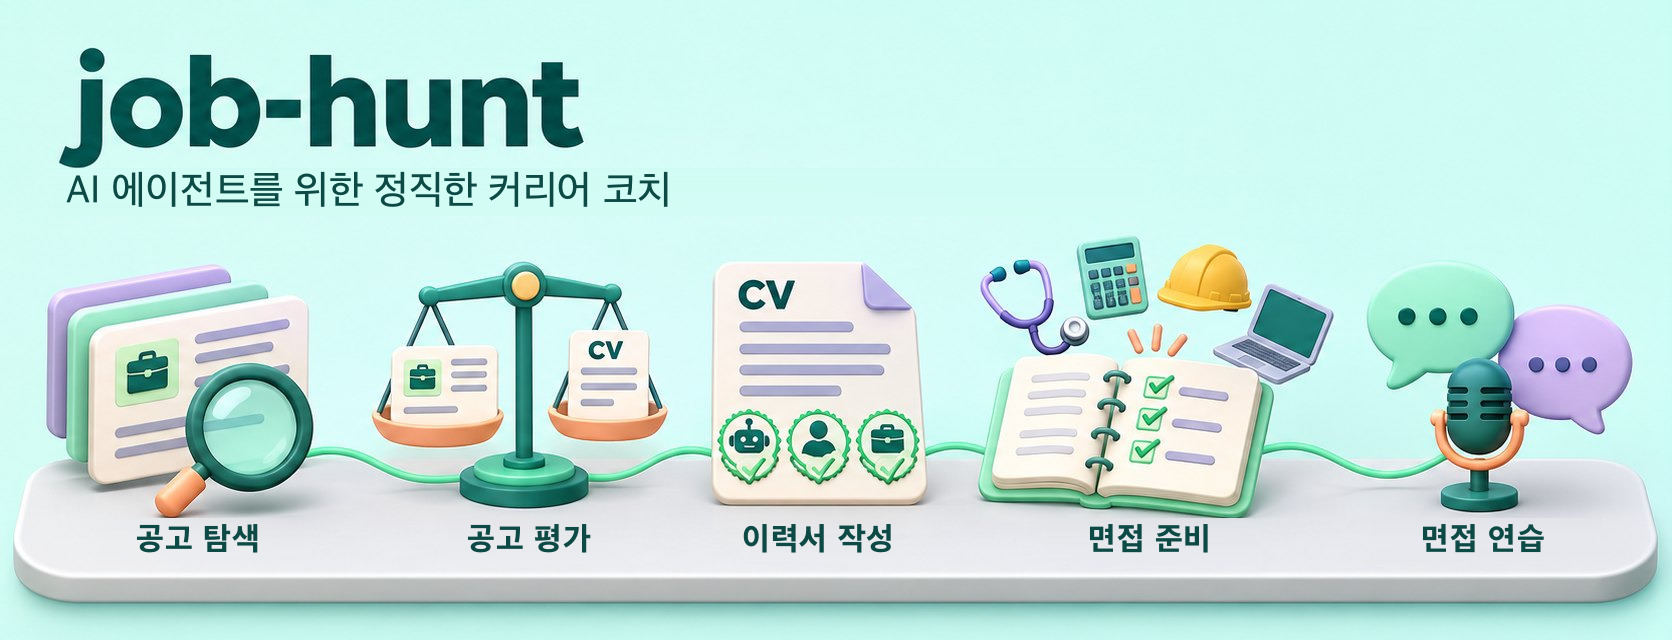 job-hunt
AI 에이전트를 위한 정직한 커리어 코치
CV
CV
공고 탐색
공고 평가
이력서 작성
면접 준비
면접 연습